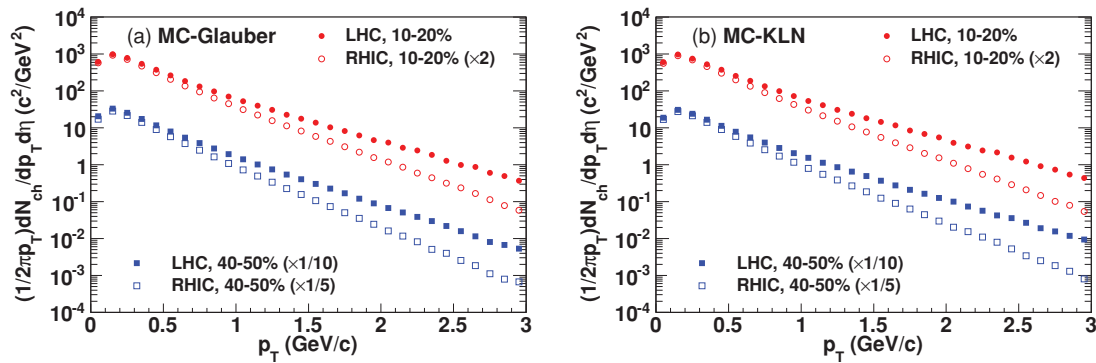 (1/2πp_T)dN_ch/dp_T dη (c²/GeV²)
10⁴
10³
10²
10
1
10⁻¹
10⁻²
10⁻³
10⁻⁴
(a) MC-Glauber
LHC, 10-20%
RHIC, 10-20% (×2)
LHC, 40-50% (×1/10)
RHIC, 40-50% (×1/5)
0 0.5 1 1.5 2 2.5 3
p_T (GeV/c)
(1/2πp_T)dN_ch/dp_T dη (c²/GeV²)
10⁴
10³
10²
10
1
10⁻¹
10⁻²
10⁻³
10⁻⁴
(b) MC-KLN
LHC, 10-20%
RHIC, 10-20% (×2)
LHC, 40-50% (×1/10)
RHIC, 40-50% (×1/5)
0 0.5 1 1.5 2 2.5 3
p_T (GeV/c)